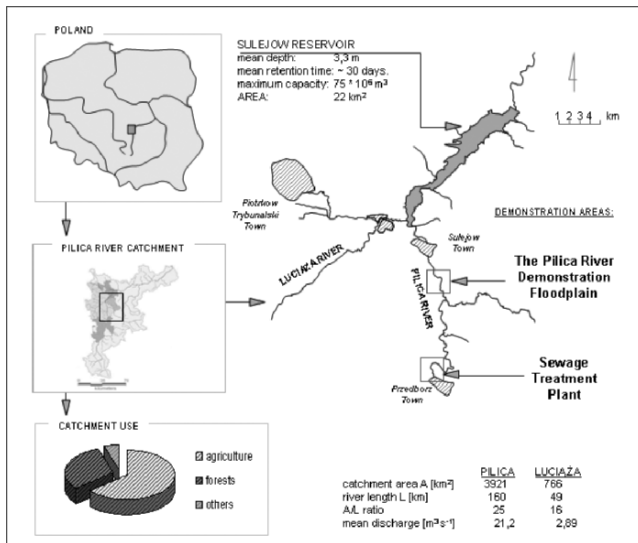 POLAND
SULEJOW RESERVOIR
mean depth: 3,3 m
mean retention time: ~ 30 days.
maximum capacity: 75 * 10⁶ m³
AREA: 22 km²
1 2 3 4 km
Piotrkow
Trybunalski
Town
DEMONSTRATION AREAS:
Sulejow
Town
PILICA RIVER CATCHMENT
LUCIAŻA RIVER
PILICA RIVER
The Pilica River
Demonstration
Floodplain
Sewage
Treatment
Plant
Przedborz
Town
CATCHMENT USE
agriculture
forests
others
PILICA LUCIAŻA
catchment area A [km²] 3921 766
river length L [km] 160 49
A/L ratio 25 16
mean discharge [m³s⁻¹] 21,2 2,89